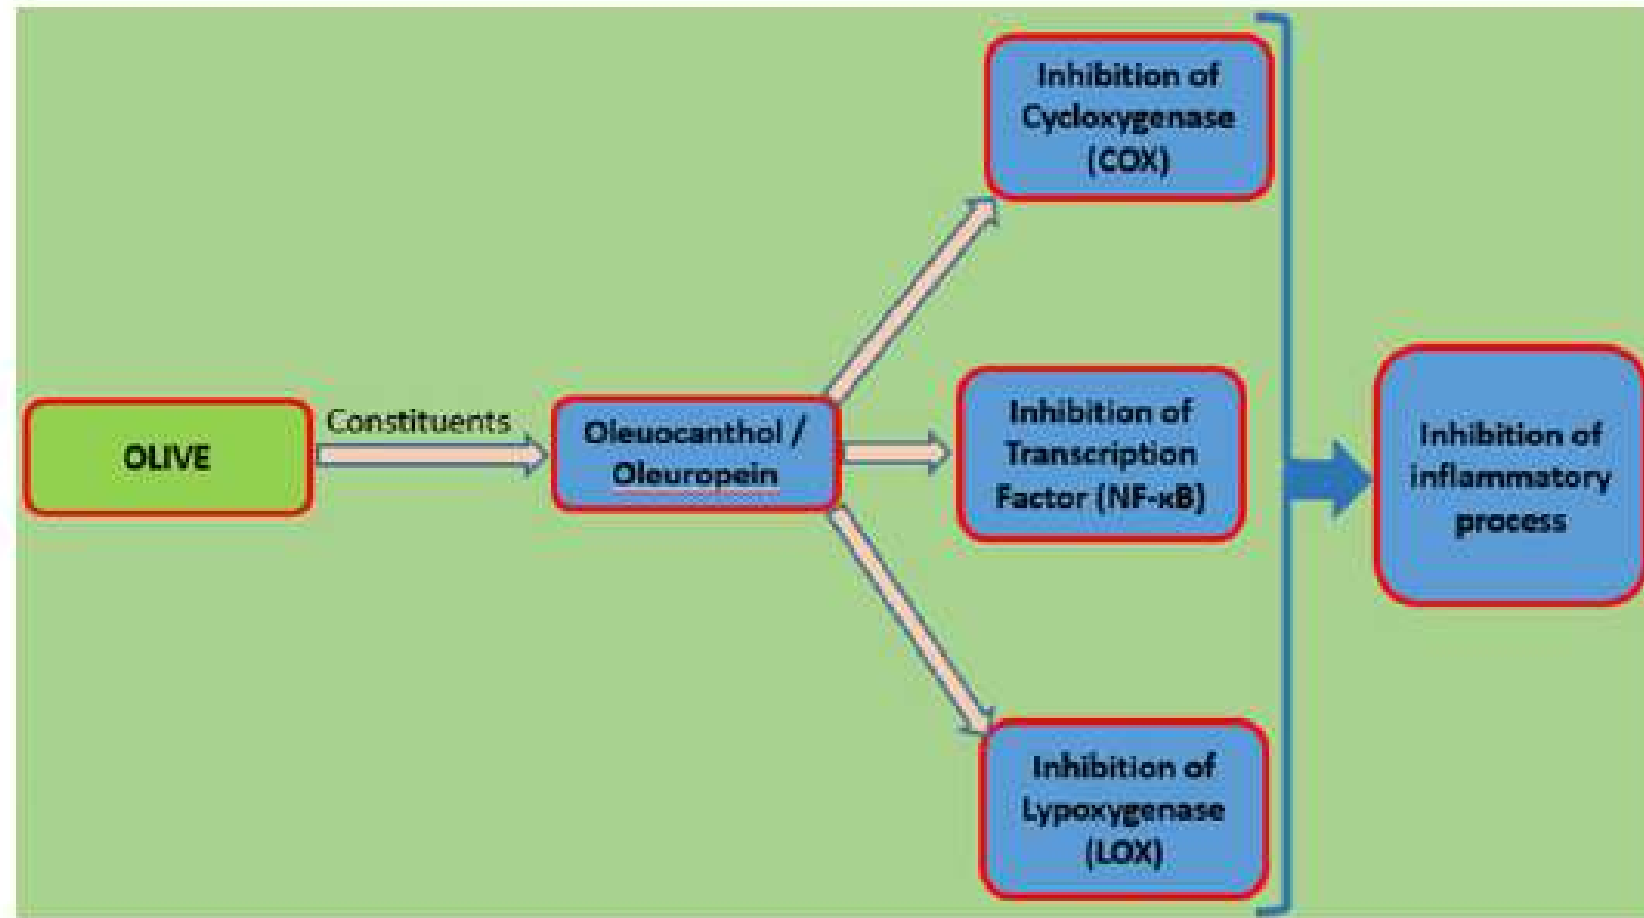 OLIVE
Constituents
Oleuocanthol /
Oleuropein
Inhibition of
Cycloxygenase
(COX)
Inhibition of
Transcription
Factor (NF-κB)
Inhibition of
Lypoxygenase
(LOX)
Inhibition of
inflammatory
process